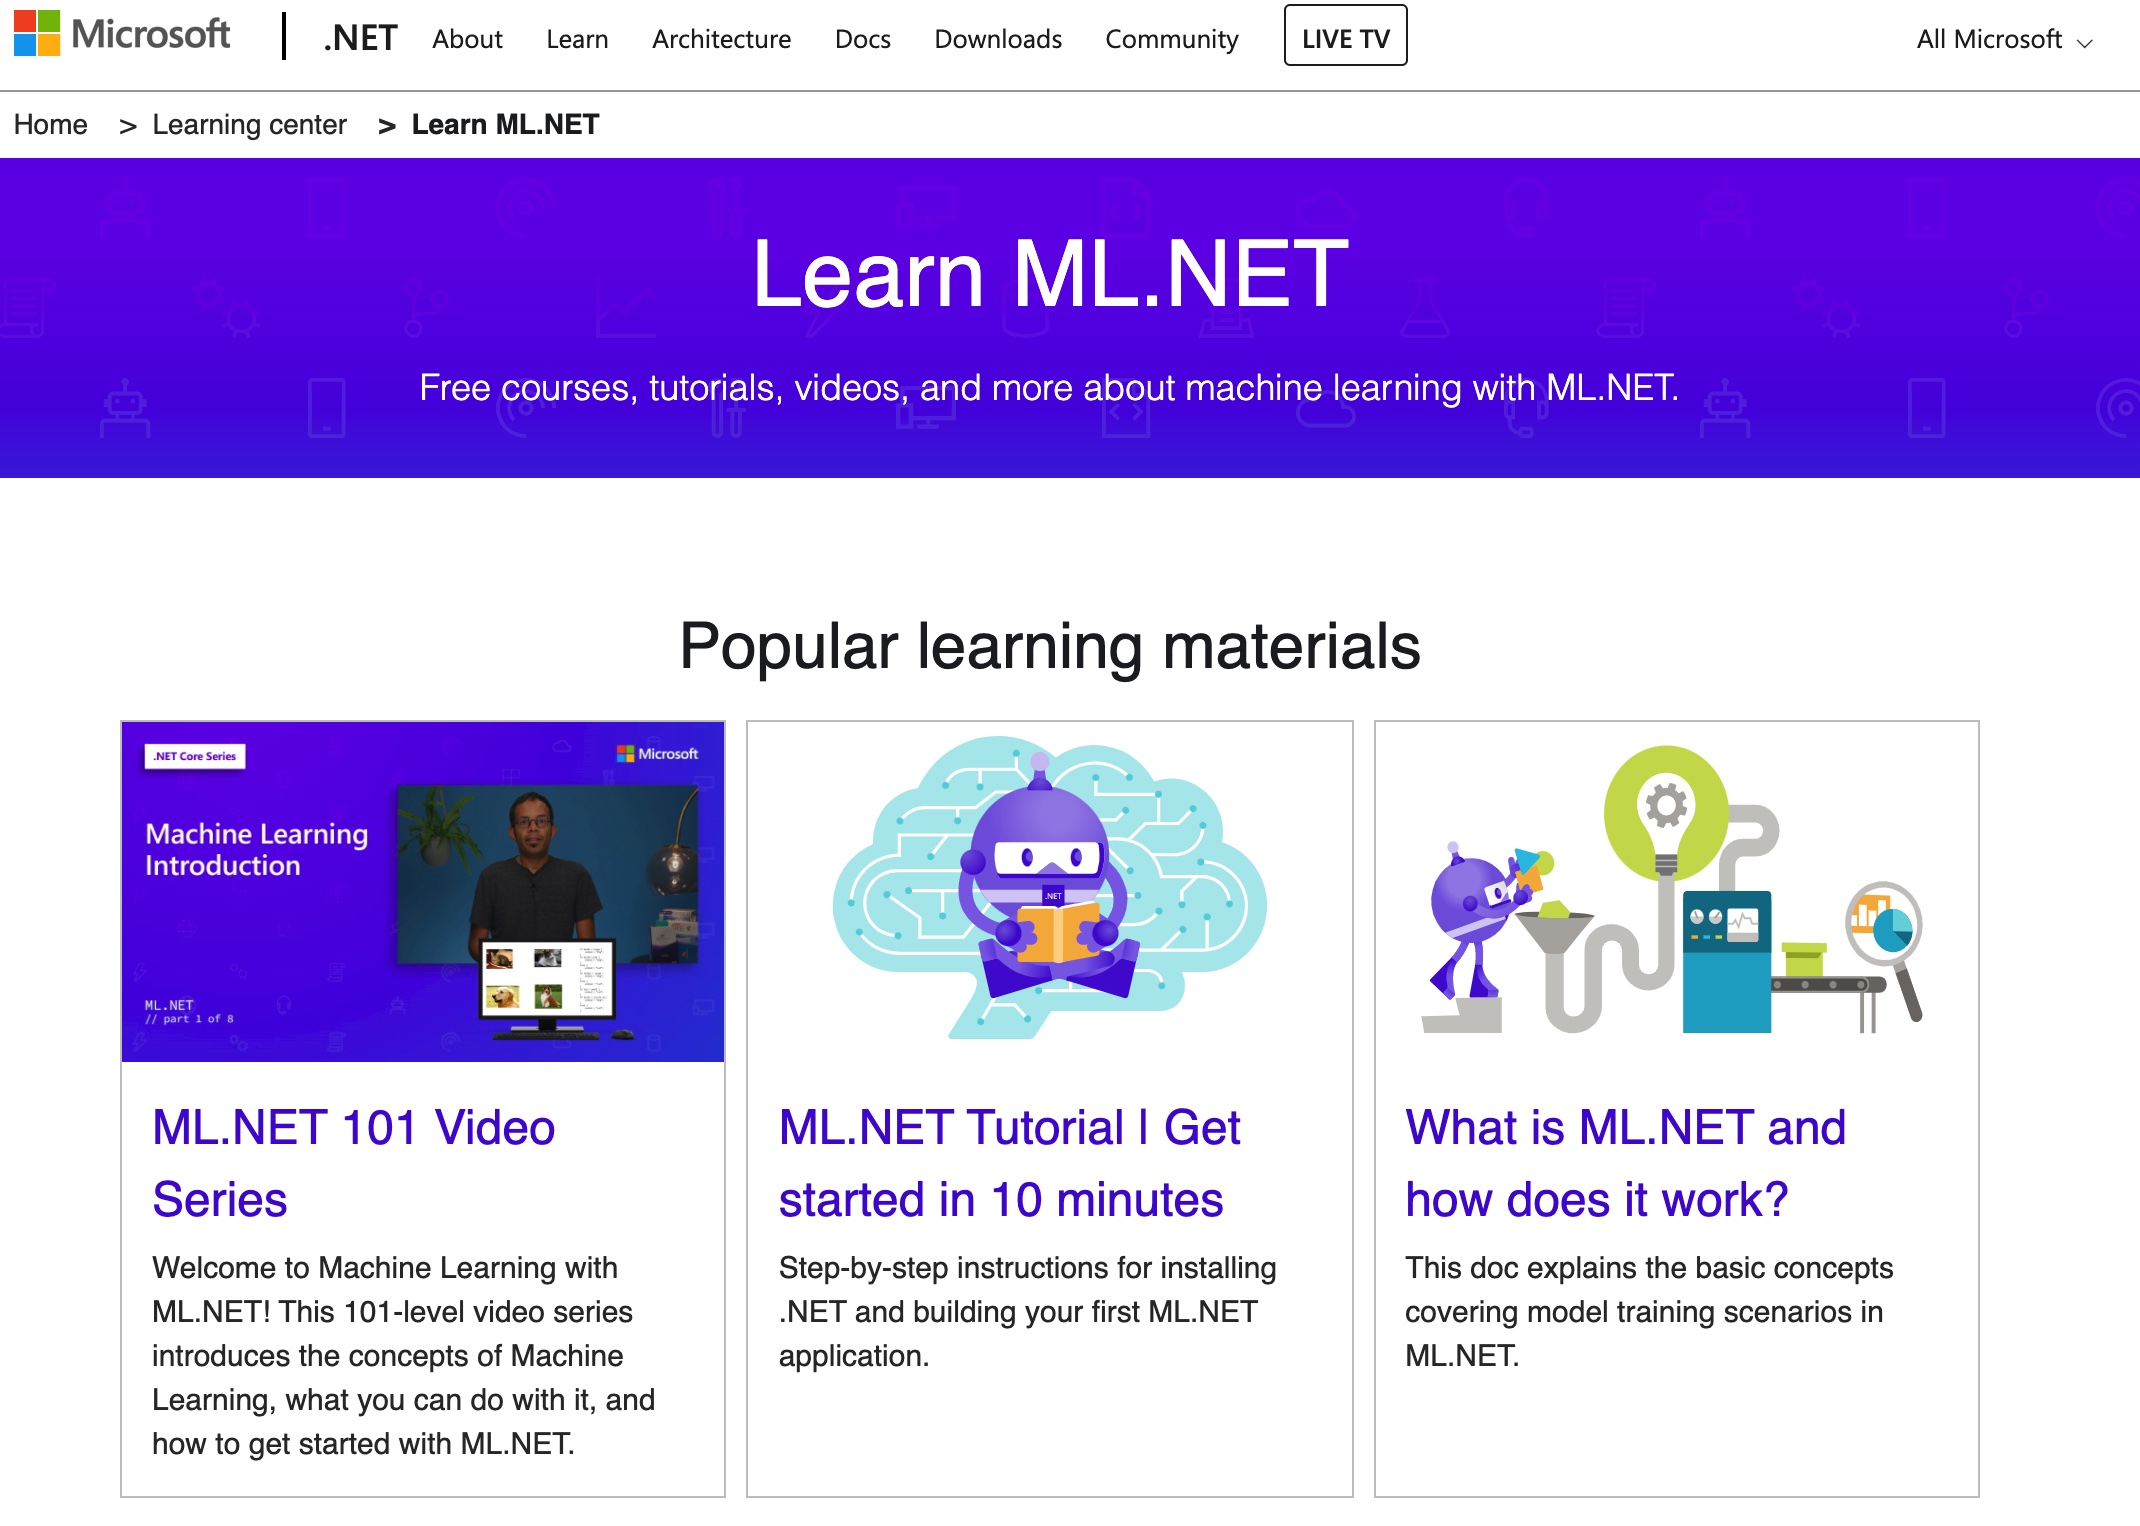 Microsoft
.NET About Learn Architecture Docs Downloads Community LIVE TV All Microsoft
Home > Learning center > Learn ML.NET
Learn ML.NET
Free courses, tutorials, videos, and more about machine learning with ML.NET.
Popular learning materials
.NET Core Series
Microsoft
Machine Learning
Introduction
ML.NET
// part 1 of 8
ML.NET 101 Video
Series
Welcome to Machine Learning with
ML.NET! This 101-level video series
introduces the concepts of Machine
Learning, what you can do with it, and
how to get started with ML.NET.
.NET
ML.NET Tutorial | Get
started in 10 minutes
Step-by-step instructions for installing
.NET and building your first ML.NET
application.
What is ML.NET and
how does it work?
This doc explains the basic concepts
covering model training scenarios in
ML.NET.